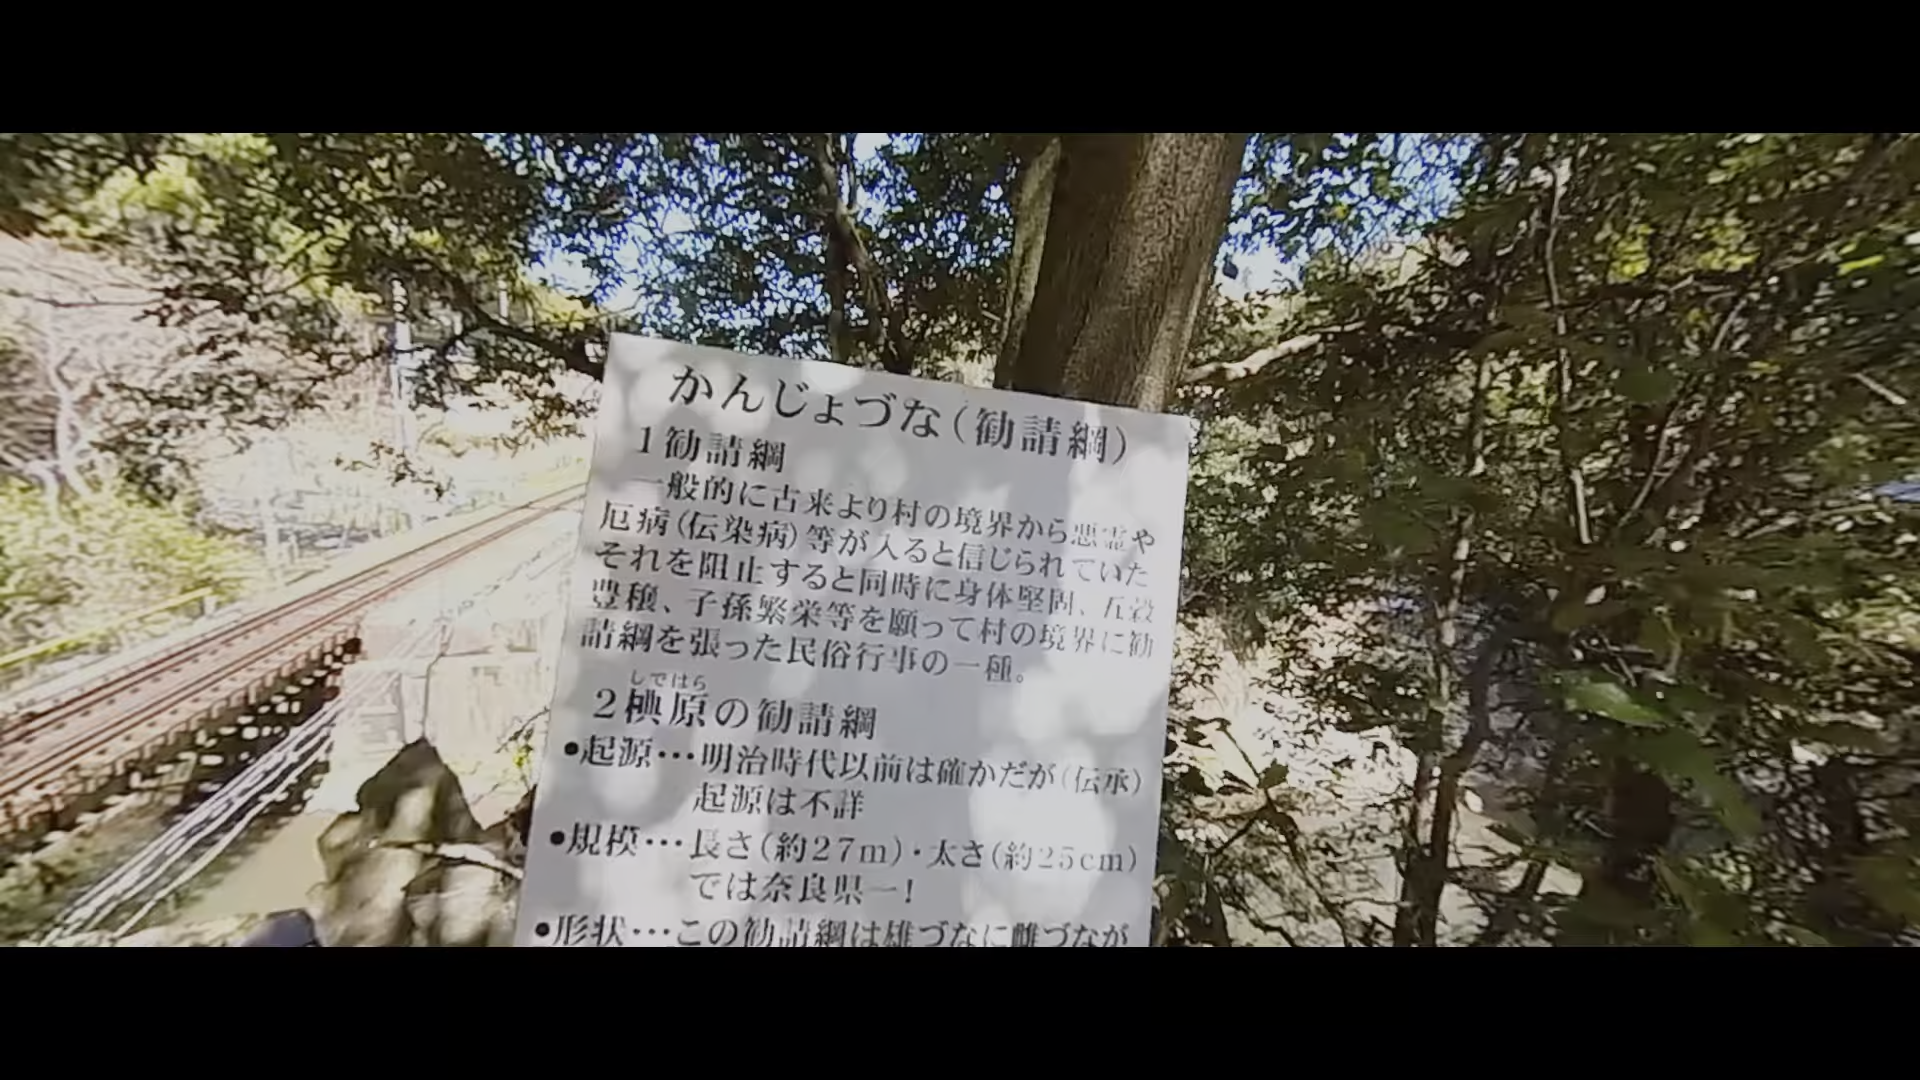 かんじょづな(勧請綱)
1勧請綱
一般的に古来より村の境界から悪霊や
厄病(伝染病)等が入ると信じられていた
それを阻止すると同時に身体堅固、五穀
豊穣、子孫繁栄等を願って村の境界に勧
請綱を張った民俗行事の一種。
しではら
2椣原の勧請綱
•起源…明治時代以前は確かだが(伝承)
起源は不詳
•規模…長さ(約27m)・太さ(約25cm)
では奈良県一!
•形状…この勧請綱は雄づなに雌づなが